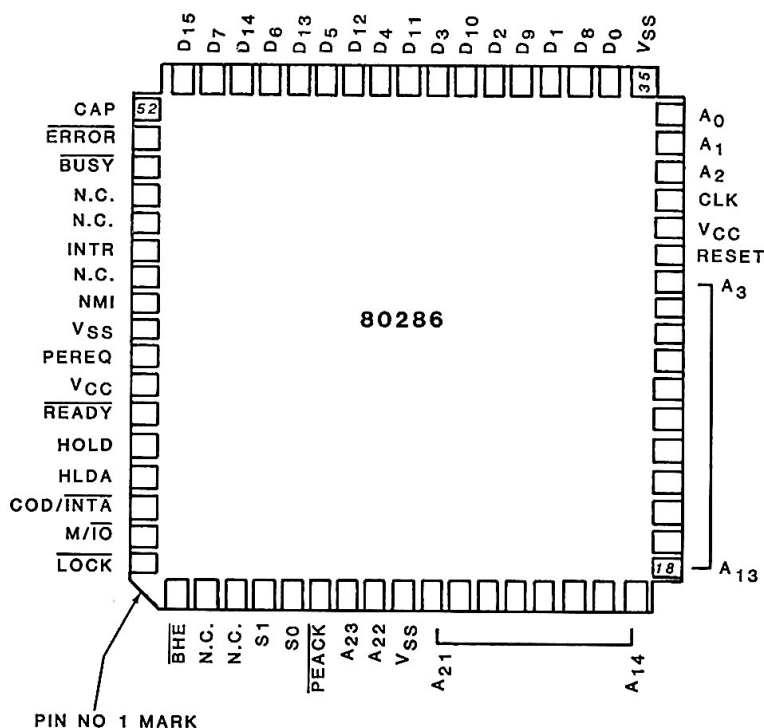 D15 D7 D14 D6 D13 D5 D12 D4 D11 D3 D10 D2 D9 D1 D8 D0 VSS
35
52
CAP
ERROR
BUSY
N.C.
N.C.
INTR
N.C.
NMI
VSS
PEREQ
VCC
READY
HOLD
HLDA
COD/INTA
M/IO
LOCK
80286
A0
A1
A2
CLK
VCC
RESET
A3
18
A13
BHE N.C. N.C. S1 S0 PEACK A23 A22 VSS A21 A14
PIN NO 1 MARK